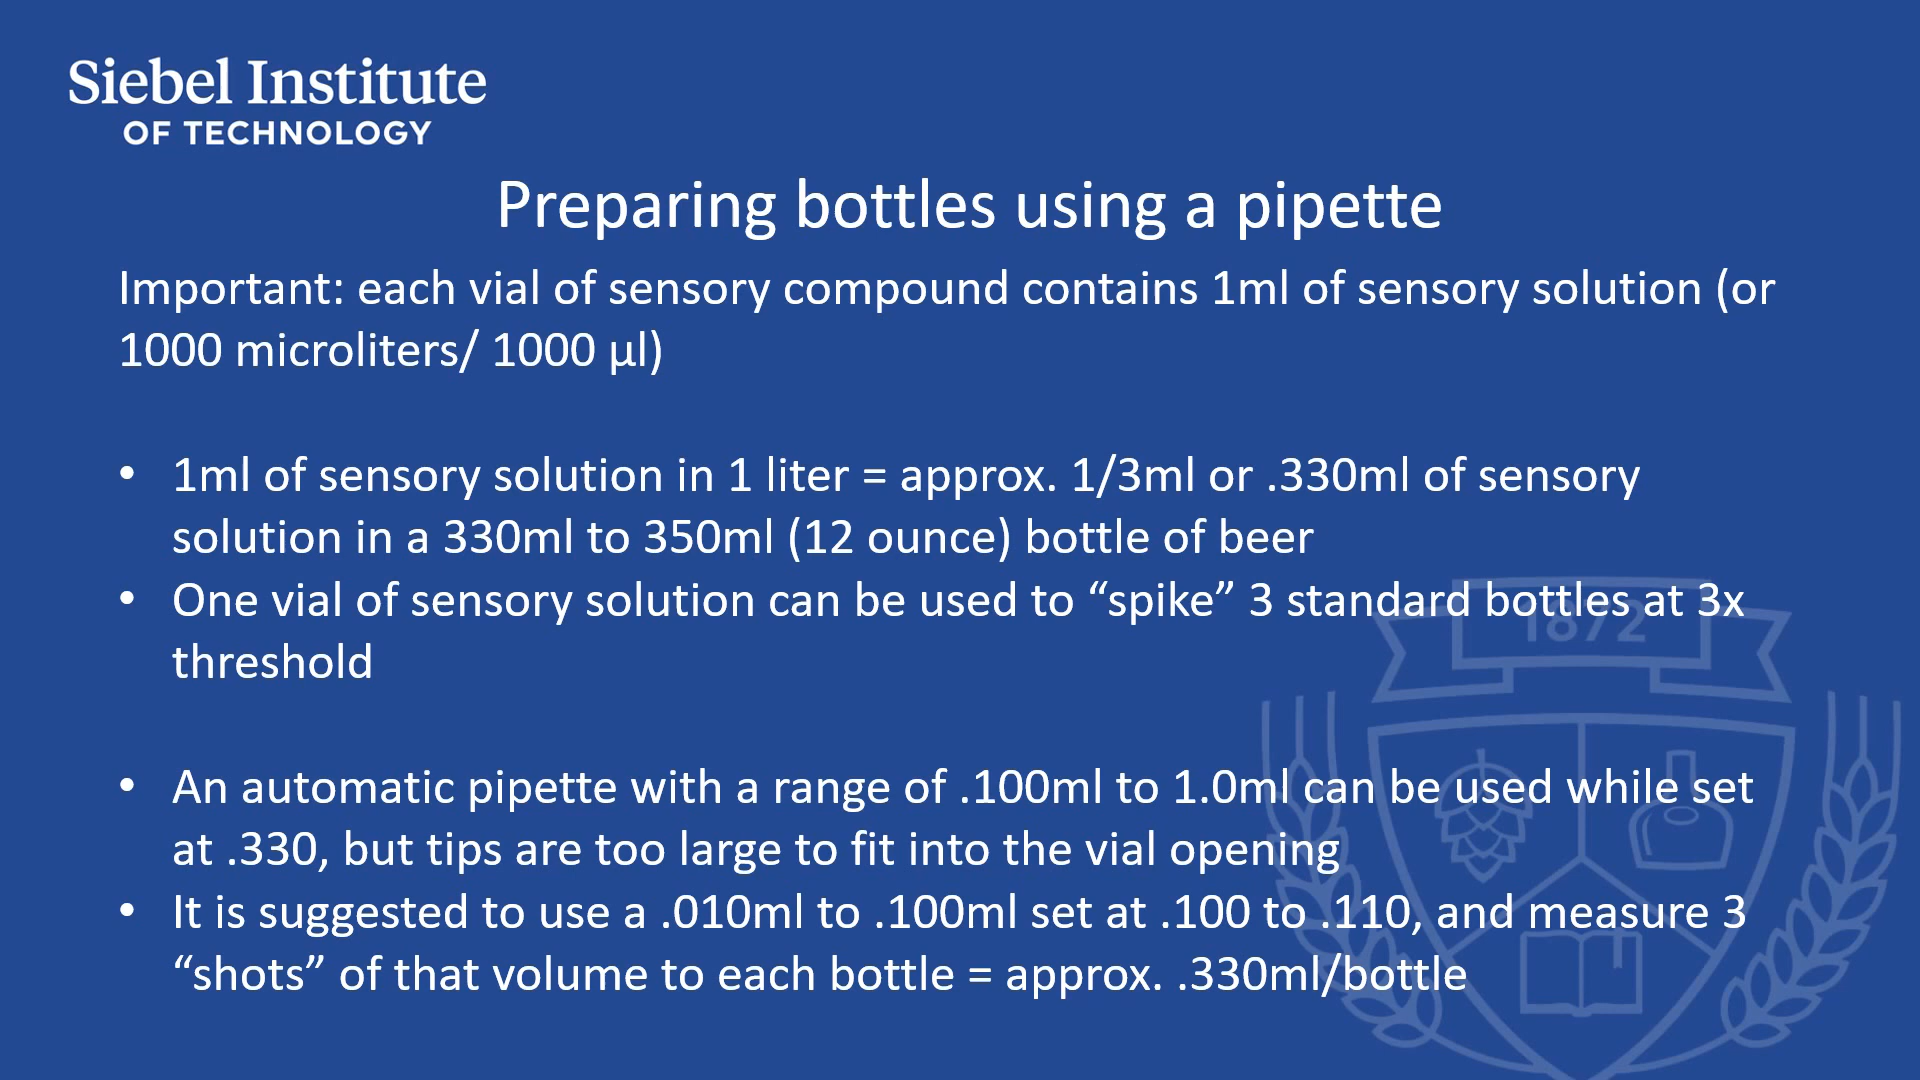 Siebel Institute
OF TECHNOLOGY
Preparing bottles using a pipette
Important: each vial of sensory compound contains 1ml of sensory solution (or
1000 microliters/ 1000 µl)
• 1ml of sensory solution in 1 liter = approx. 1/3ml or .330ml of sensory
solution in a 330ml to 350ml (12 ounce) bottle of beer
• One vial of sensory solution can be used to “spike” 3 standard bottles at 3x
threshold
1872
• An automatic pipette with a range of .100ml to 1.0ml can be used while set
at .330, but tips are too large to fit into the vial opening
• It is suggested to use a .010ml to .100ml set at .100 to .110, and measure 3
“shots” of that volume to each bottle = approx. .330ml/bottle